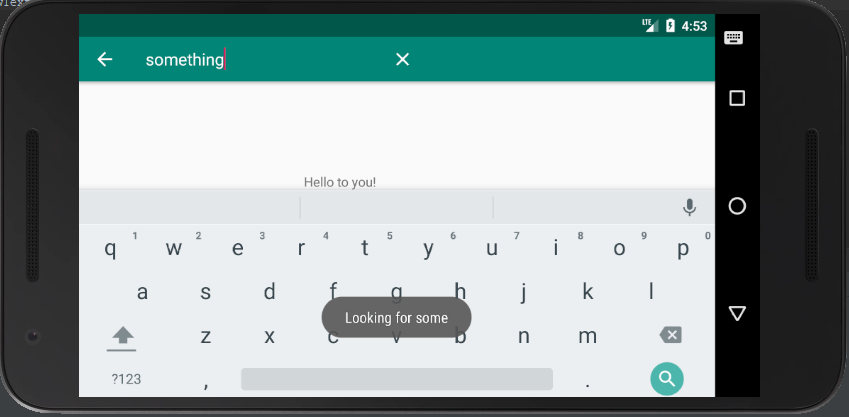 LTE 4:53
something
Hello to you!
1 2 3 4 5 6 7 8 9 0
q w e r t y u i o p
a s d f g h j k l
Looking for some
z x c v b n m
?123 , .